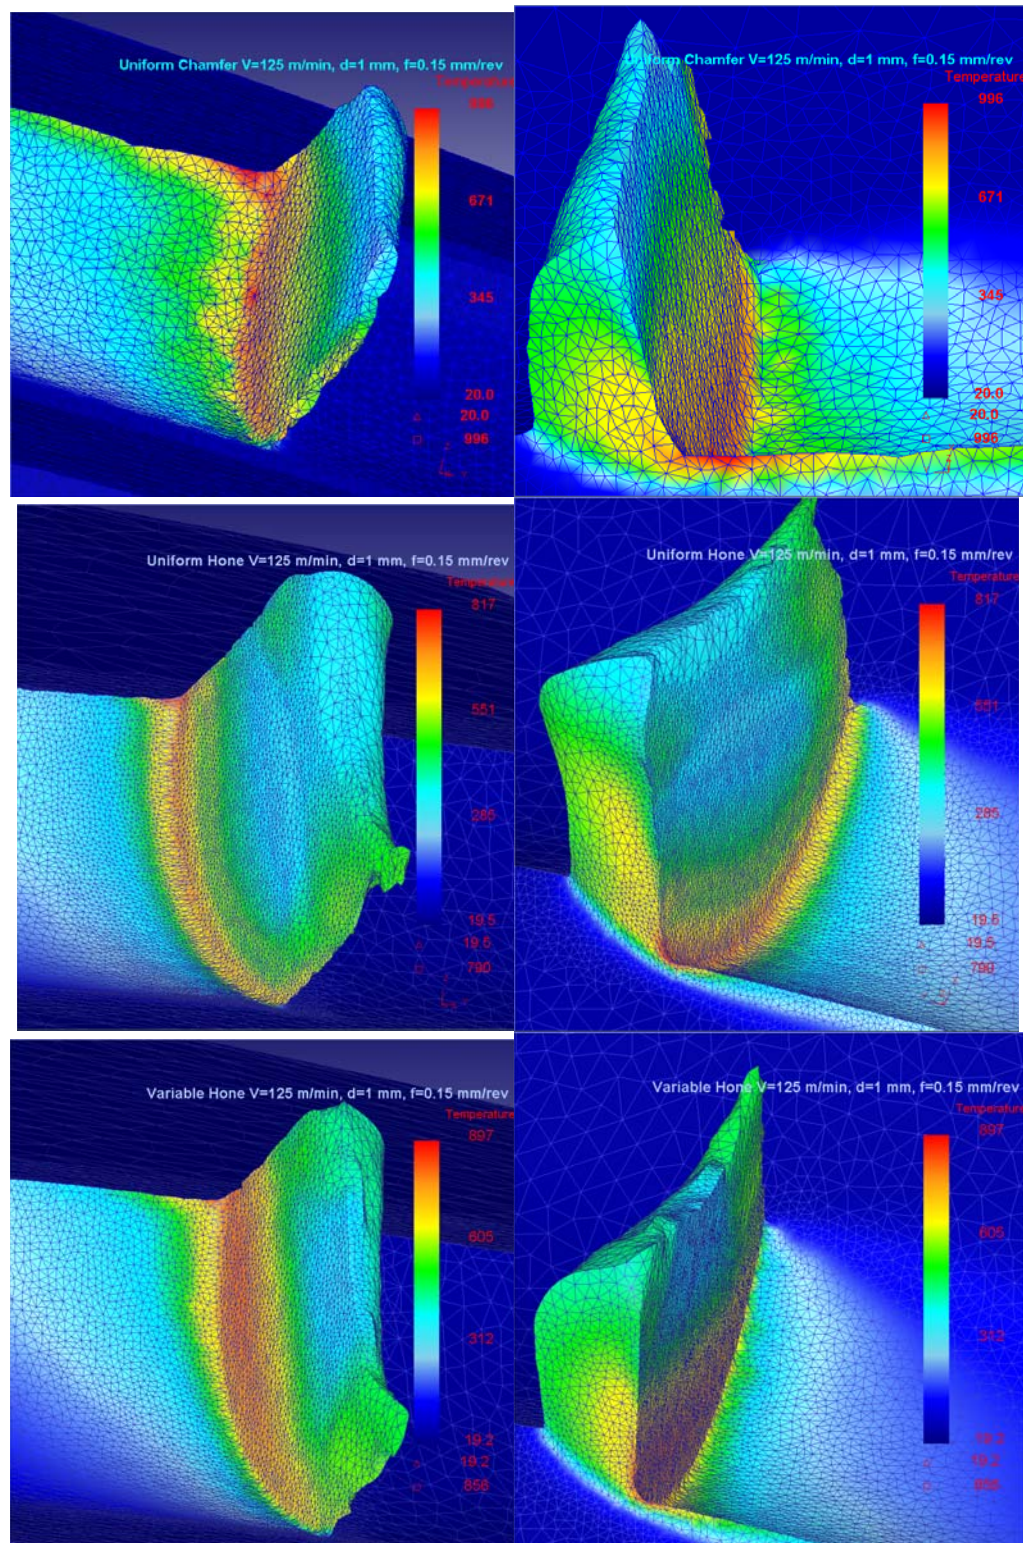 Uniform Chamfer V=125 m/min, d=1 mm, f=0.15 mm/rev
Temperature
996
671
345
20.0
20.0
996
Chamfer V=125 m/min, d=1 mm, f=0.15 mm/rev
Temperature
996
671
345
20.0
20.0
996
Uniform Hone V=125 m/min, d=1 mm, f=0.15 mm/rev
Temperature
817
551
285
19.5
19.5
790
Uniform Hone V=125 m/min, d=1 mm, f=0.15 mm/rev
Temperature
817
551
285
19.5
19.5
Variable Hone V=125 m/min, d=1 mm, f=0.15 mm/rev
Temperature
897
605
312
19.2
19.2
Variable Hone V=125 m/min, d=1 mm, f=0.15 mm/rev
Temperature
897
605
312
19.2
19.2